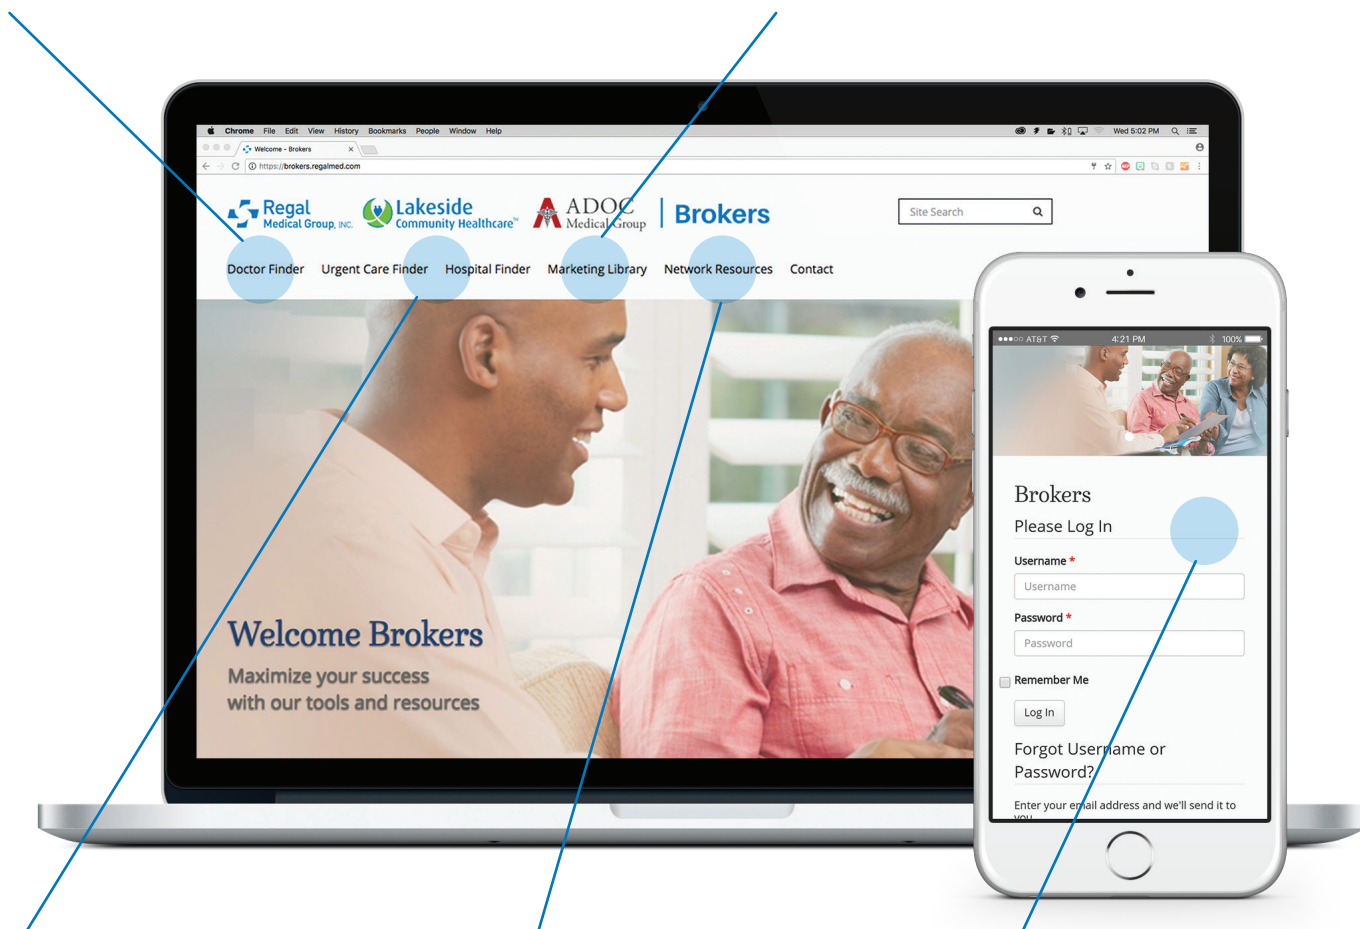 Chrome File Edit View History Bookmarks People Window Help
Wed 5:02 PM
Welcome - Brokers x
https://brokers.regalmed.com
Regal
Medical Group, INC.
Lakeside
Community Healthcare™
ADOC
Medical Group
Brokers
Site Search
Doctor Finder Urgent Care Finder Hospital Finder Marketing Library Network Resources Contact
Welcome Brokers
Maximize your success
with our tools and resources
AT&T 4:21 PM 100%
Brokers
Please Log In
Username *
Username
Password *
Password
Remember Me
Log In
Forgot Username or
Password?
Enter your email address and we'll send it to
you